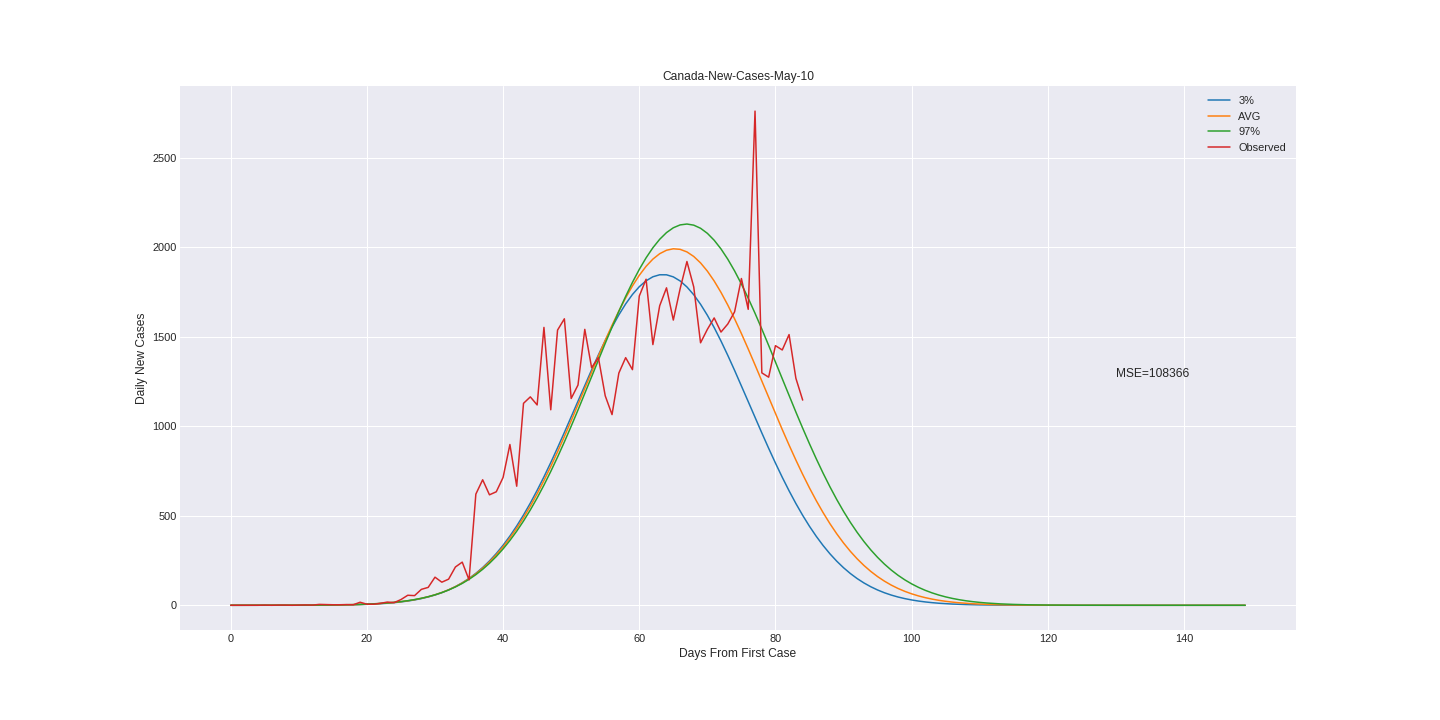 Canada-New-Cases-May-10
3%
AVG
97%
Observed
2500
2000
1500
1000
500
0
Daily New Cases
MSE=108366
0 20 40 60 80 100 120 140
Days From First Case